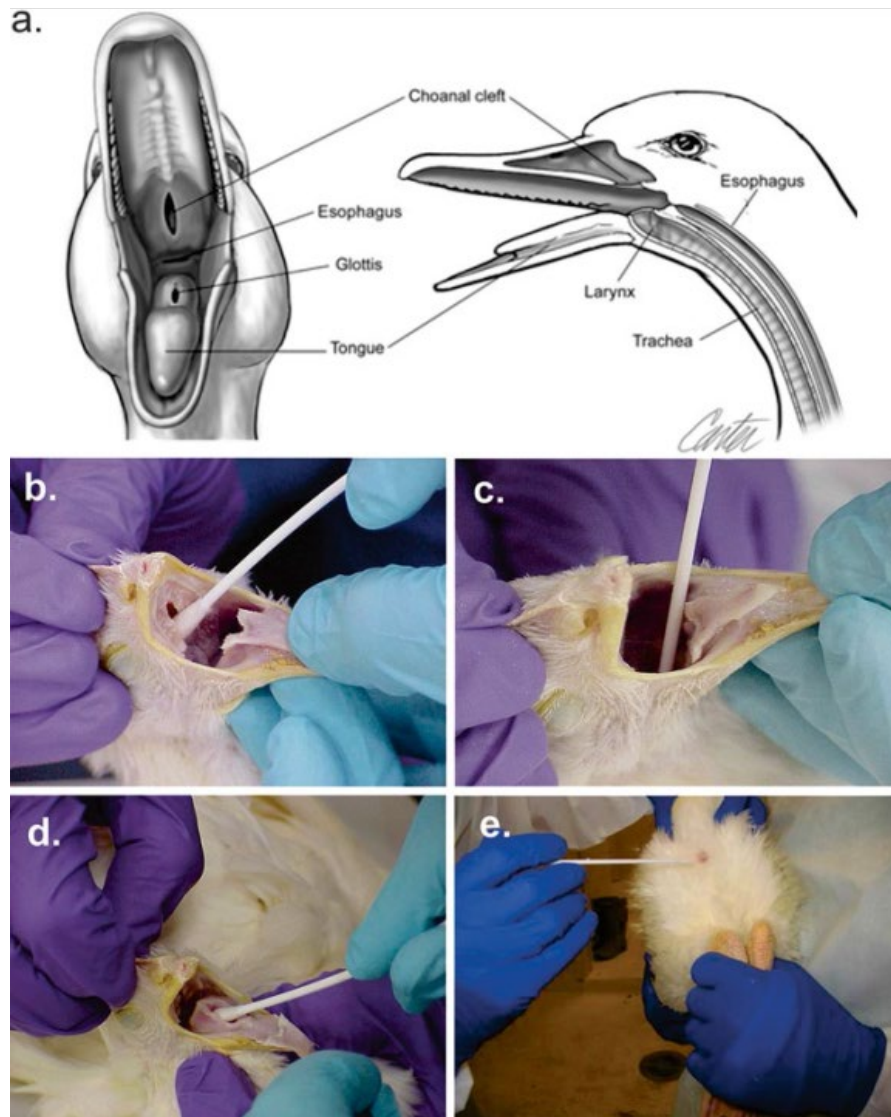 a.
Choanal cleft
Esophagus
Glottis
Tongue
Esophagus
Larynx
Trachea
Carter
b.
c.
d.
e.